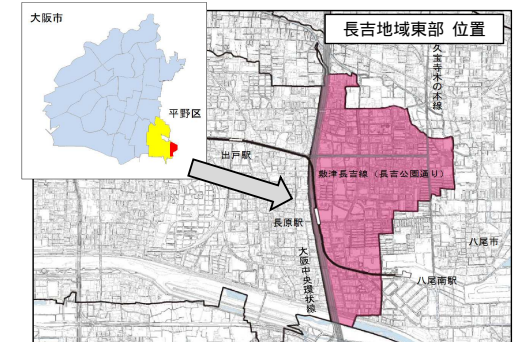 大阪市
長吉地域東部 位置
久宝寺木の本線
平野区
出戸駅
敷津長吉線（長吉公園通り）
長原駅
大阪中央環状線
八尾市
八尾南駅